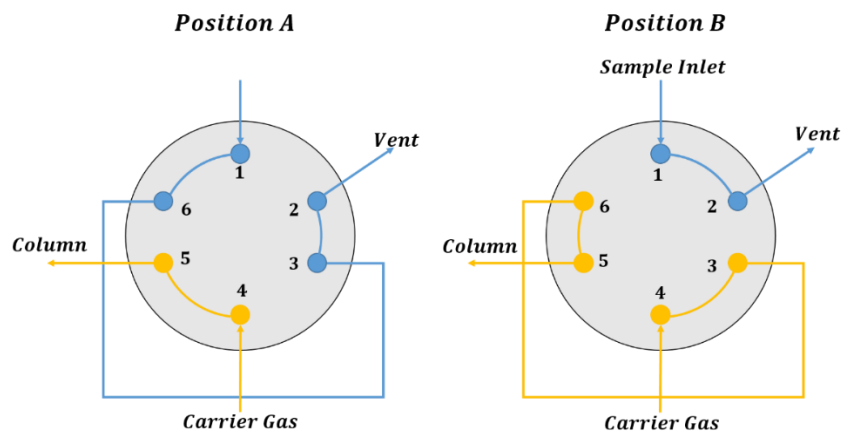 Position A
Vent
1
2
6
3
5
4
Column
Carrier Gas
Position B
Sample Inlet
Vent
1
2
6
3
5
4
Column
Carrier Gas